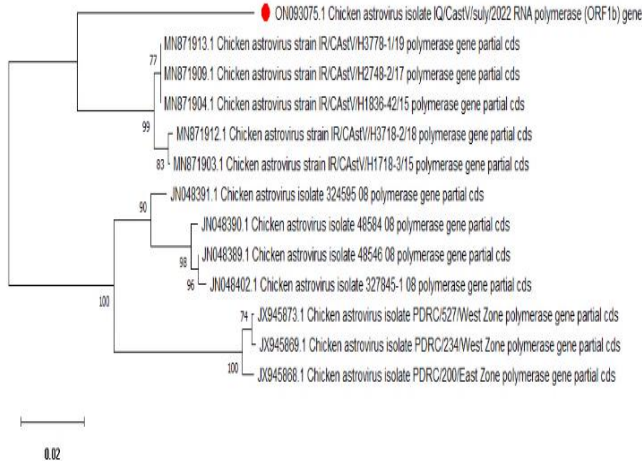 ON093075.1 Chicken astrovirus isolate IQ/CastV/suly/2022 RNA polymerase (ORF1b) gene
MN871913.1 Chicken astrovirus strain IR/CAstV/H3778-1/19 polymerase gene partial cds
77
MN871909.1 Chicken astrovirus strain IR/CAstV/H2748-2/17 polymerase gene partial cds
MN871904.1 Chicken astrovirus strain IR/CAstV/H1836-42/15 polymerase gene partial cds
99
MN871912.1 Chicken astrovirus strain IR/CAstV/H3718-2/18 polymerase gene partial cds
83
MN871903.1 Chicken astrovirus strain IR/CAstV/H1718-3/15 polymerase gene partial cds
JN048391.1 Chicken astrovirus isolate 324595 08 polymerase gene partial cds
90
JN048390.1 Chicken astrovirus isolate 48584 08 polymerase gene partial cds
JN048389.1 Chicken astrovirus isolate 48546 08 polymerase gene partial cds
98
96
JN048402.1 Chicken astrovirus isolate 327845-1 08 polymerase gene partial cds
100
74
JX945873.1 Chicken astrovirus isolate PDRC/527/West Zone polymerase gene partial cds
JX945869.1 Chicken astrovirus isolate PDRC/234/West Zone polymerase gene partial cds
100
JX945868.1 Chicken astrovirus isolate PDRC/200/East Zone polymerase gene partial cds
0.02